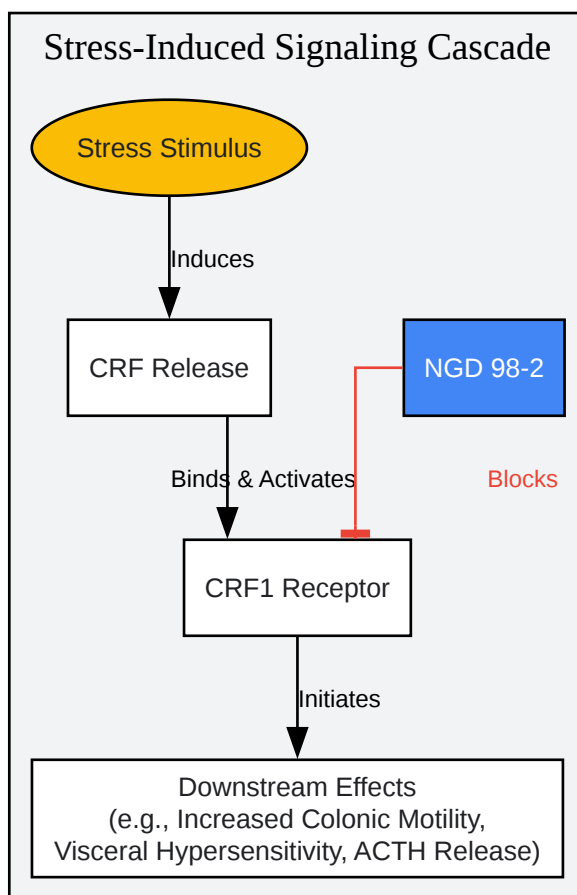 Stress-Induced Signaling Cascade
Stress Stimulus
Induces
CRF Release
NGD 98-2
Binds & Activates
Blocks
CRF1 Receptor
Initiates
Downstream Effects
(e.g., Increased Colonic Motility,
Visceral Hypersensitivity, ACTH Release)